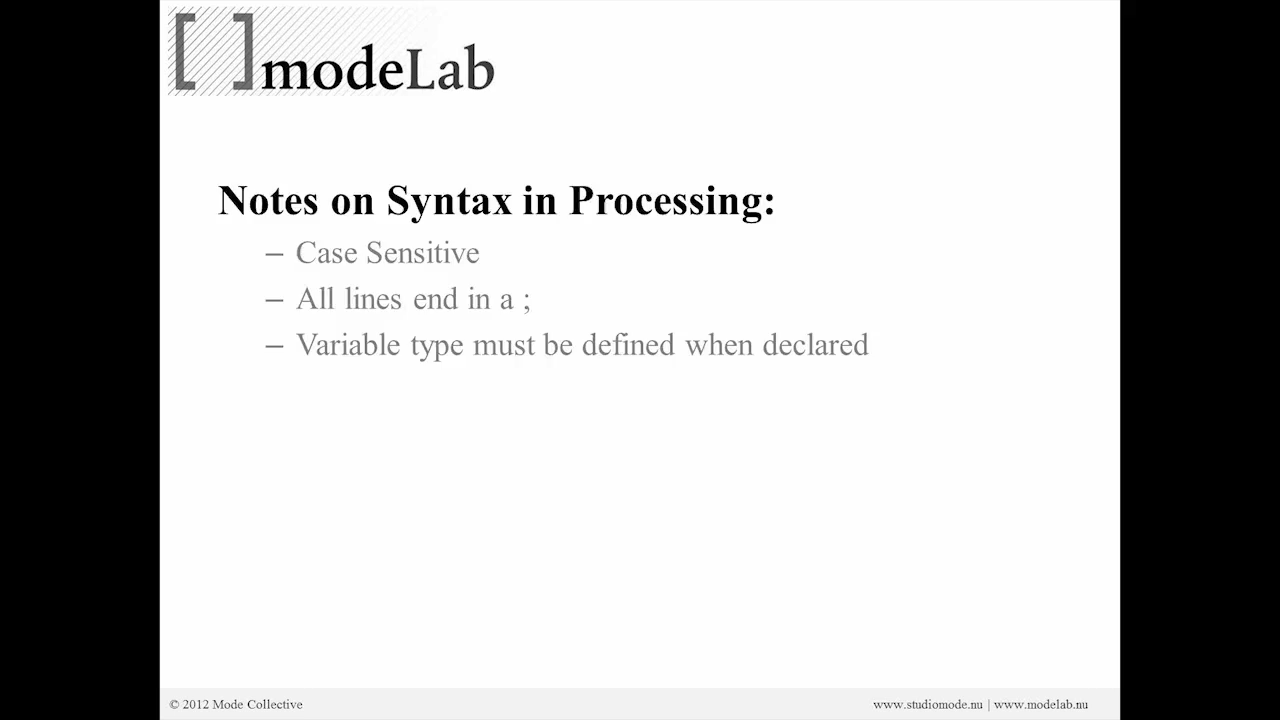 [ ] modeLab
Notes on Syntax in Processing:
– Case Sensitive
– All lines end in a ;
– Variable type must be defined when declared
© 2012 Mode Collective
www.studiomode.nu | www.modelab.nu